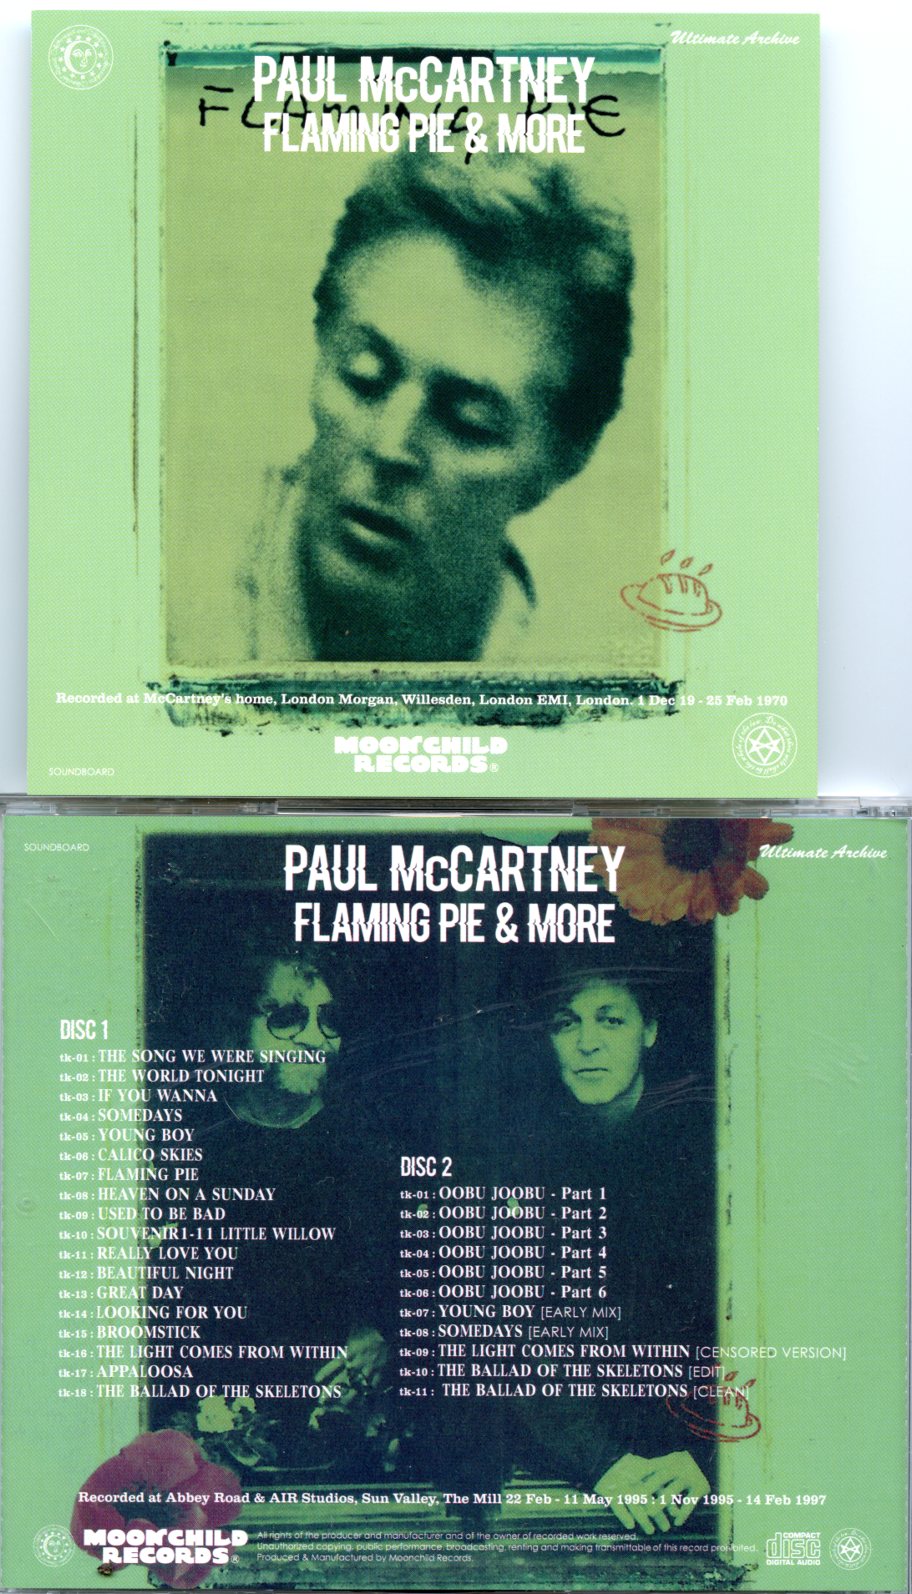 Ultimate Archive
PAUL McCARTNEY
FLAMING PIE
FLAMING PIE & MORE
Recorded at McCartney's home, London Morgan, Willesden, London EMI, London. 1 Dec 19 - 25 Feb 1970
MOONCHILD
RECORDS®
SOUNDBOARD
SOUNDBOARD
Ultimate Archive
PAUL McCARTNEY
FLAMING PIE & MORE
DISC 1
tk-01 : THE SONG WE WERE SINGING
tk-02 : THE WORLD TONIGHT
tk-03 : IF YOU WANNA
tk-04 : SOMEDAYS
tk-05 : YOUNG BOY
tk-06 : CALICO SKIES
tk-07 : FLAMING PIE
tk-08 : HEAVEN ON A SUNDAY
tk-09 : USED TO BE BAD
tk-10 : SOUVENIR1-11 LITTLE WILLOW
tk-11 : REALLY LOVE YOU
tk-12 : BEAUTIFUL NIGHT
tk-13 : GREAT DAY
tk-14 : LOOKING FOR YOU
tk-15 : BROOMSTICK
tk-16 : THE LIGHT COMES FROM WITHIN
tk-17 : APPALOOSA
tk-18 : THE BALLAD OF THE SKELETONS
DISC 2
tk-01 : OOBU JOOBU - Part 1
tk-02 : OOBU JOOBU - Part 2
tk-03 : OOBU JOOBU - Part 3
tk-04 : OOBU JOOBU - Part 4
tk-05 : OOBU JOOBU - Part 5
tk-06 : OOBU JOOBU - Part 6
tk-07 : YOUNG BOY [EARLY MIX]
tk-08 : SOMEDAYS [EARLY MIX]
tk-09 : THE LIGHT COMES FROM WITHIN [CENSORED VERSION]
tk-10 : THE BALLAD OF THE SKELETONS [EDIT]
tk-11 : THE BALLAD OF THE SKELETONS [CLEAN]
Recorded at Abbey Road & AIR Studios, Sun Valley, The Mill 22 Feb - 11 May 1995 : 1 Nov 1995 - 14 Feb 1997
MOONCHILD
RECORDS®
All rights of the producer and manufacturer and of the owner of recorded work reserved.
Unauthorized copying, public performance, broadcasting, renting and making transmittable of this record prohibited.
Produced & Manufactured by Moonchild Records.
COMPACT
disc
DIGITAL AUDIO